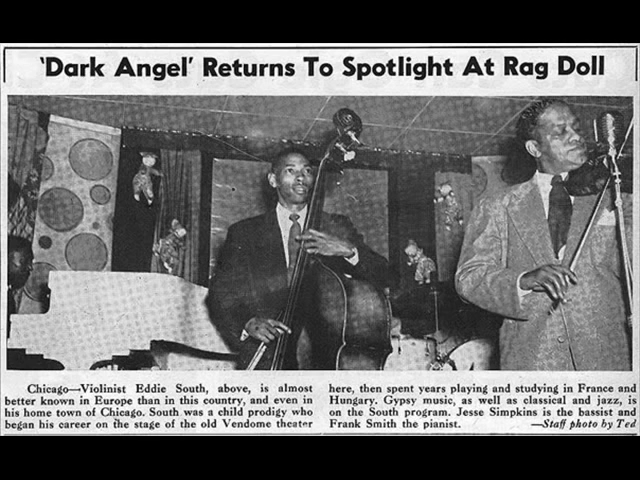 'Dark Angel' Returns To Spotlight At Rag Doll
Chicago—Violinist Eddie South, above, is almost
better known in Europe than in this country, and even in
his home town of Chicago. South was a child prodigy who
began his career on the stage of the old Vendome theater
here, then spent years playing and studying in France and
Hungary. Gypsy music, as well as classical and jazz, is
on the South program. Jesse Simpkins is the bassist and
Frank Smith the pianist. —Staff photo by Ted